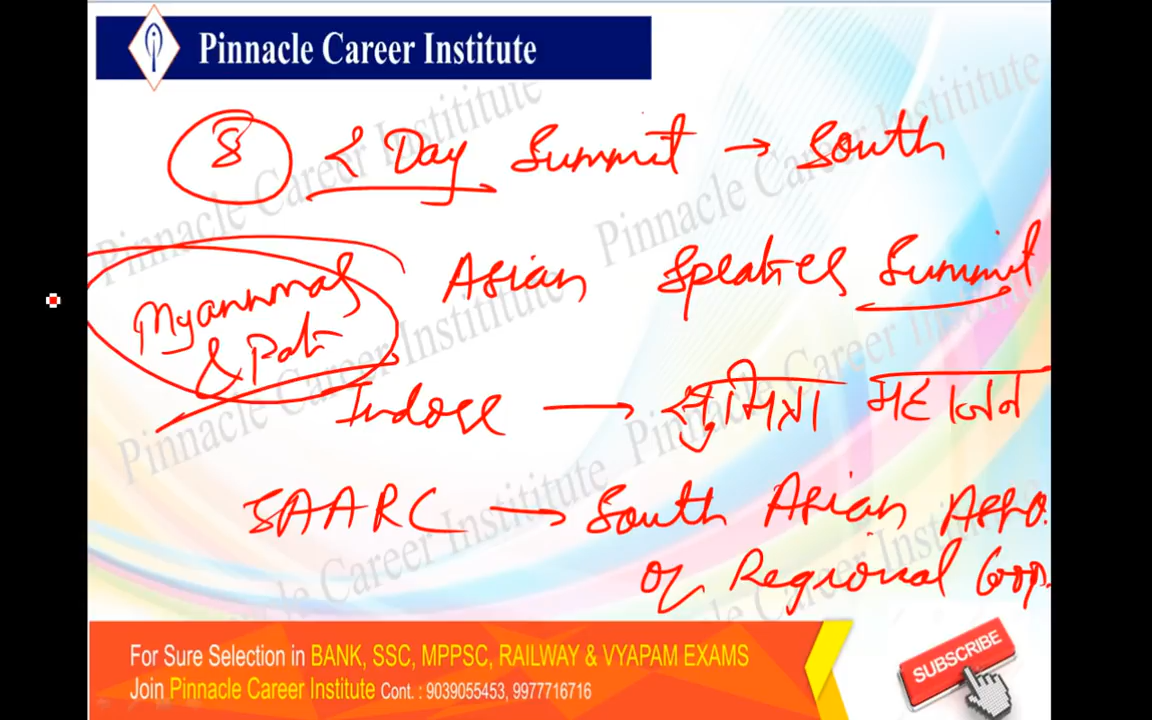 Pinnacle Career Institute
8 2 Day Summit → South
Asian Speakers Summit
Myanmar
& Pak
Indore → सुमित्रा महाजन
SAARC → South Asian Asso.
of Regional Coop.
For Sure Selection in BANK, SSC, MPPSC, RAILWAY & VYAPAM EXAMS
Join Pinnacle Career Institute Cont. : 9039055453, 9977716716
SUBSCRIBE